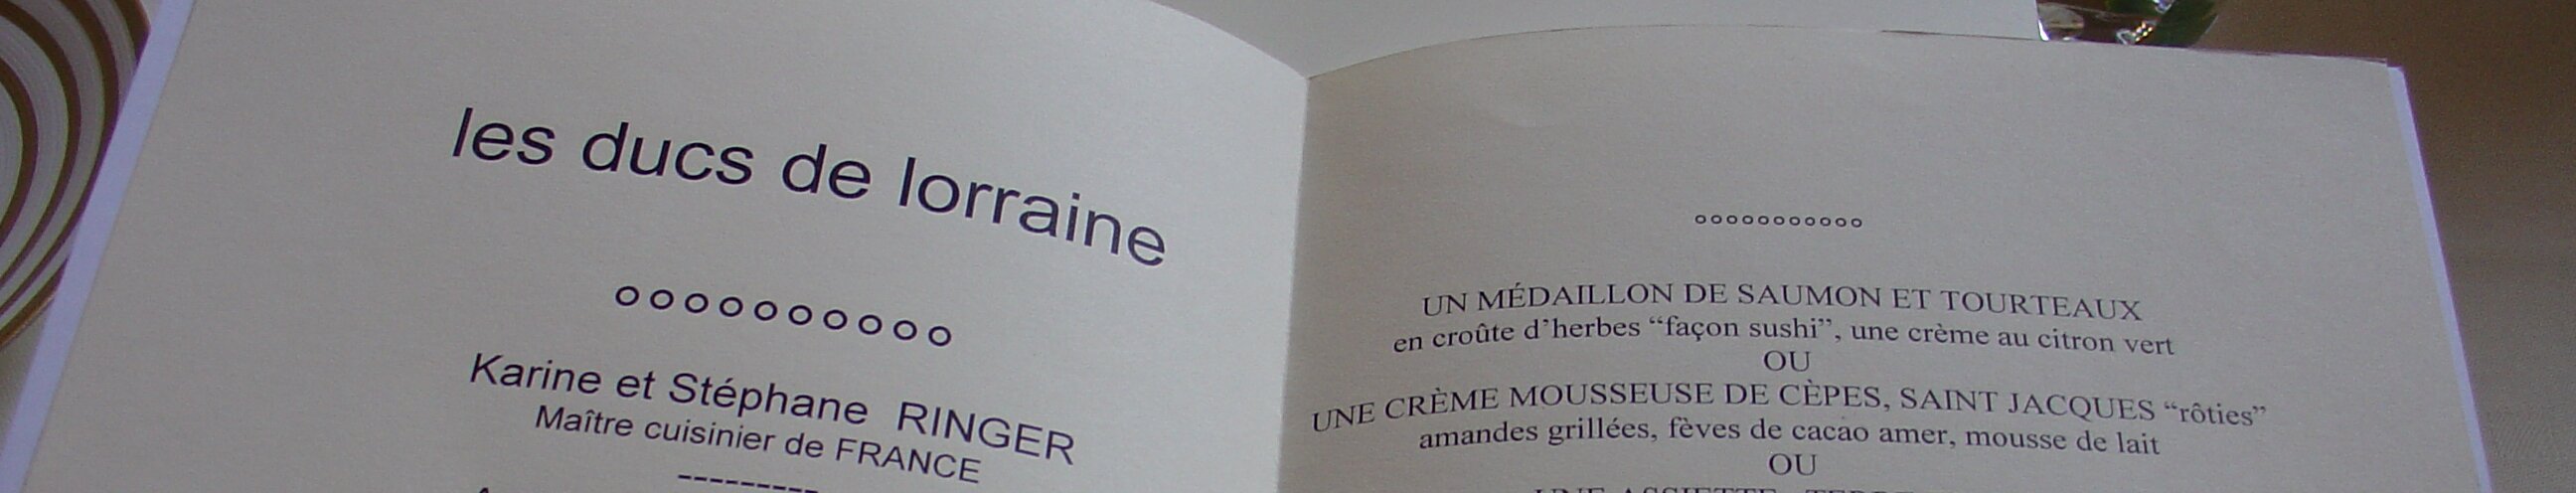 les ducs de lorraine
oooooooooo
Karine et Stéphane RINGER
Maître cuisinier de FRANCE
---------
ooooooooooo
UN MÉDAILLON DE SAUMON ET TOURTEAUX
en croûte d’herbes “façon sushi”, une crème au citron vert
OU
UNE CRÈME MOUSSEUSE DE CÈPES, SAINT JACQUES “rôties”
amandes grillées, fèves de cacao amer, mousse de lait
OU